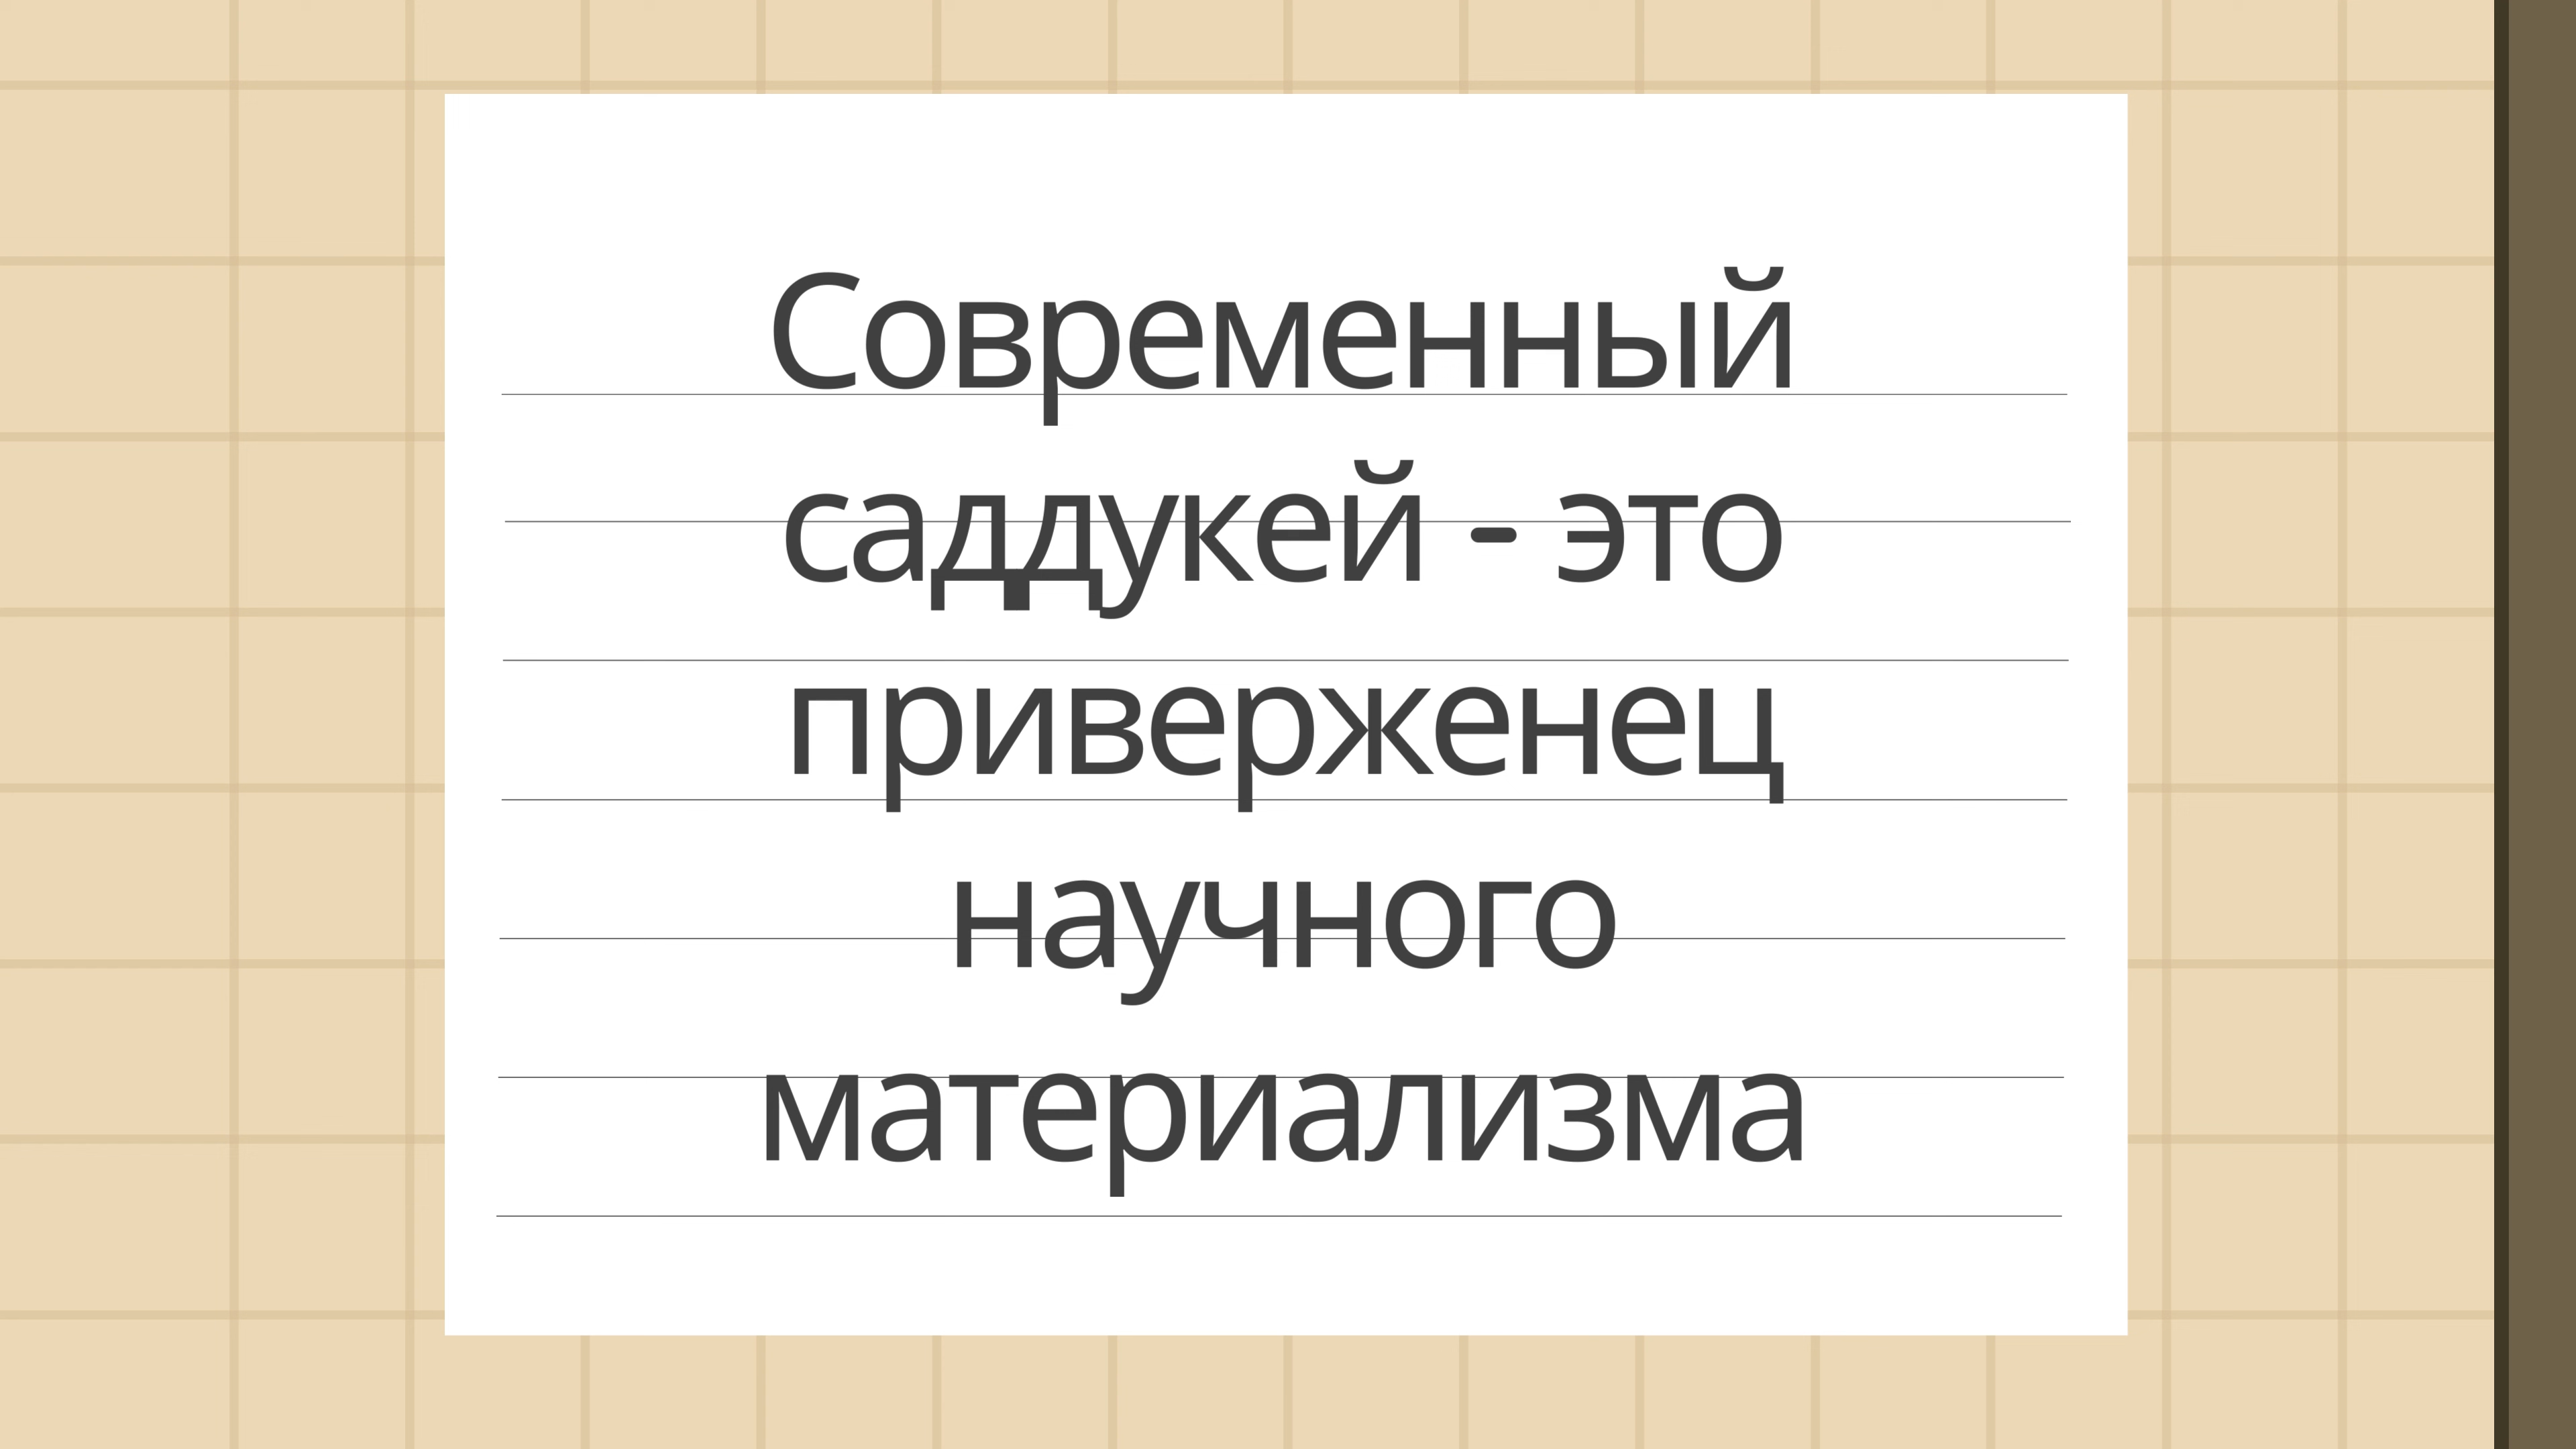 Современный
саддукей - это
приверженец
научного
материализма